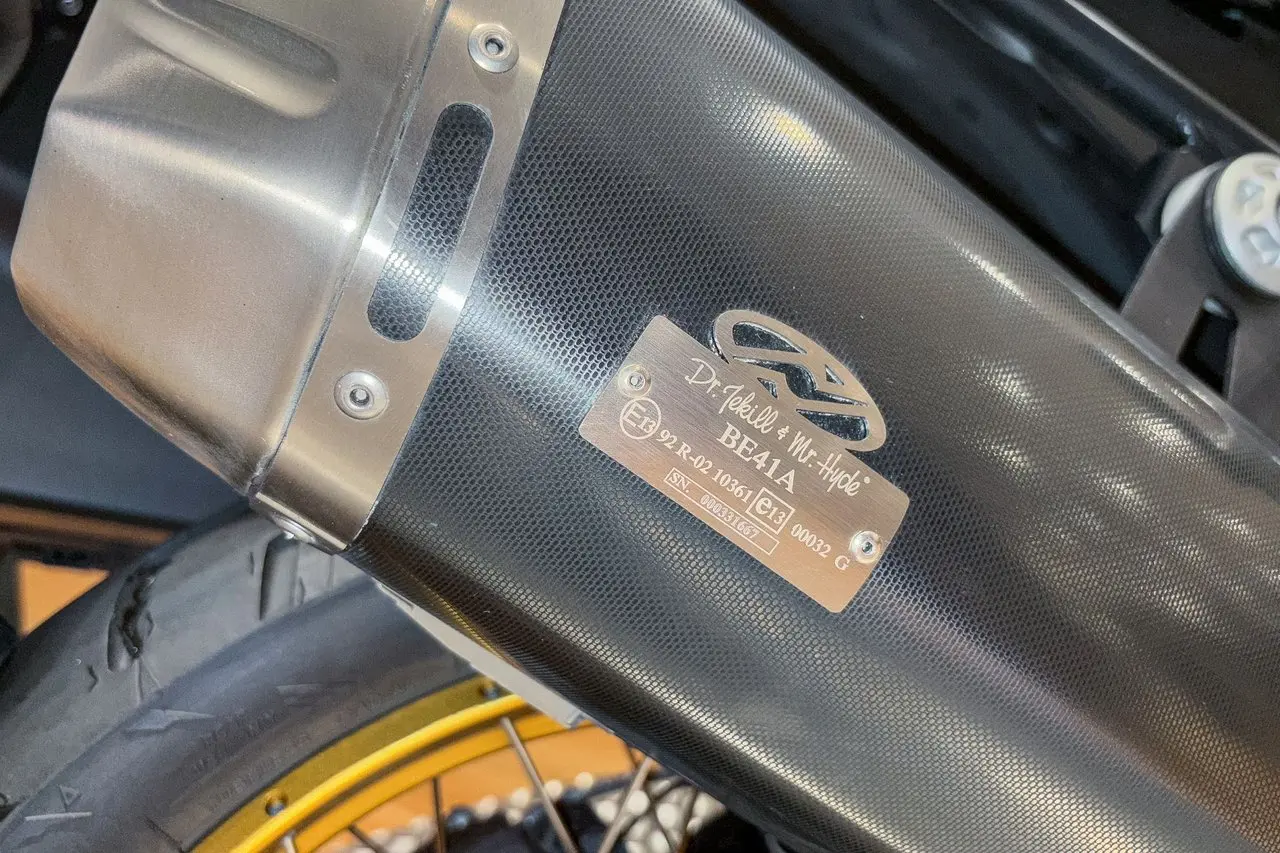 Dr. Jekill & Mr. Hyde®
BE41A
E13 92 R-02 10361 e13 00032 G
SN. 000331667